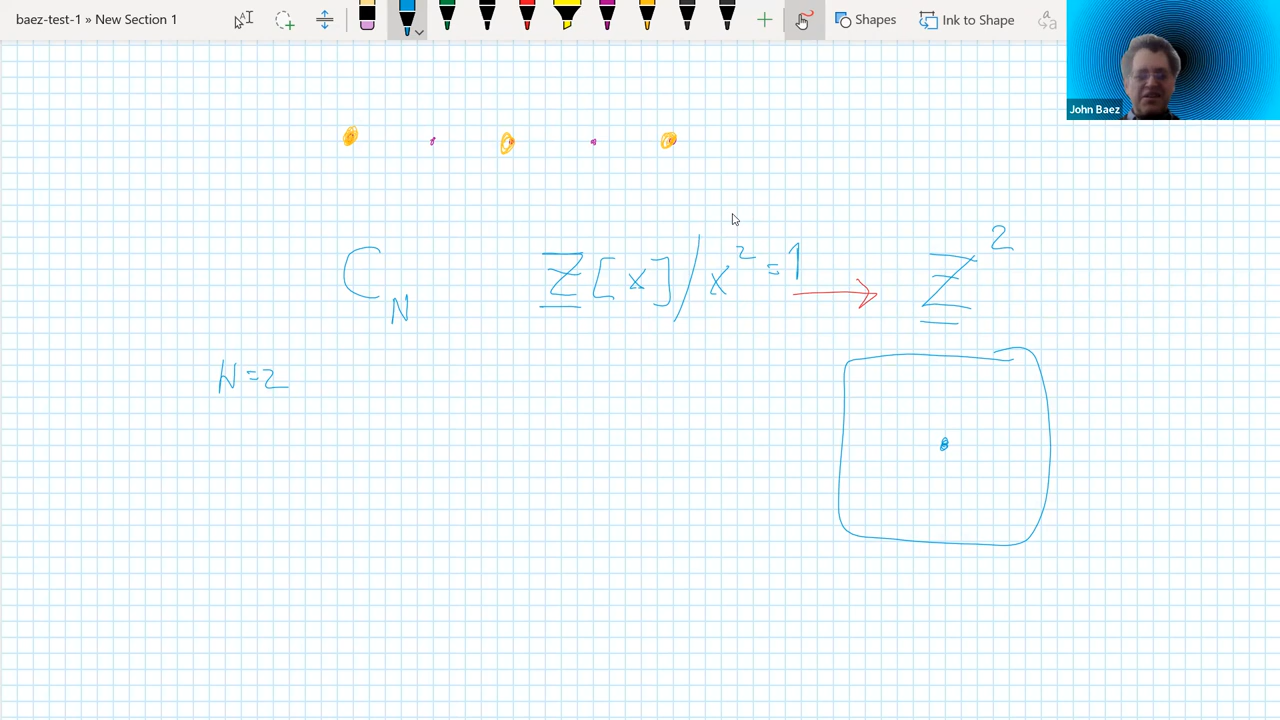 baez-test-1 » New Section 1
Shapes
Ink to Shape
John Baez
C_N ℤ[x]/x²=1 → ℤ²
N=2